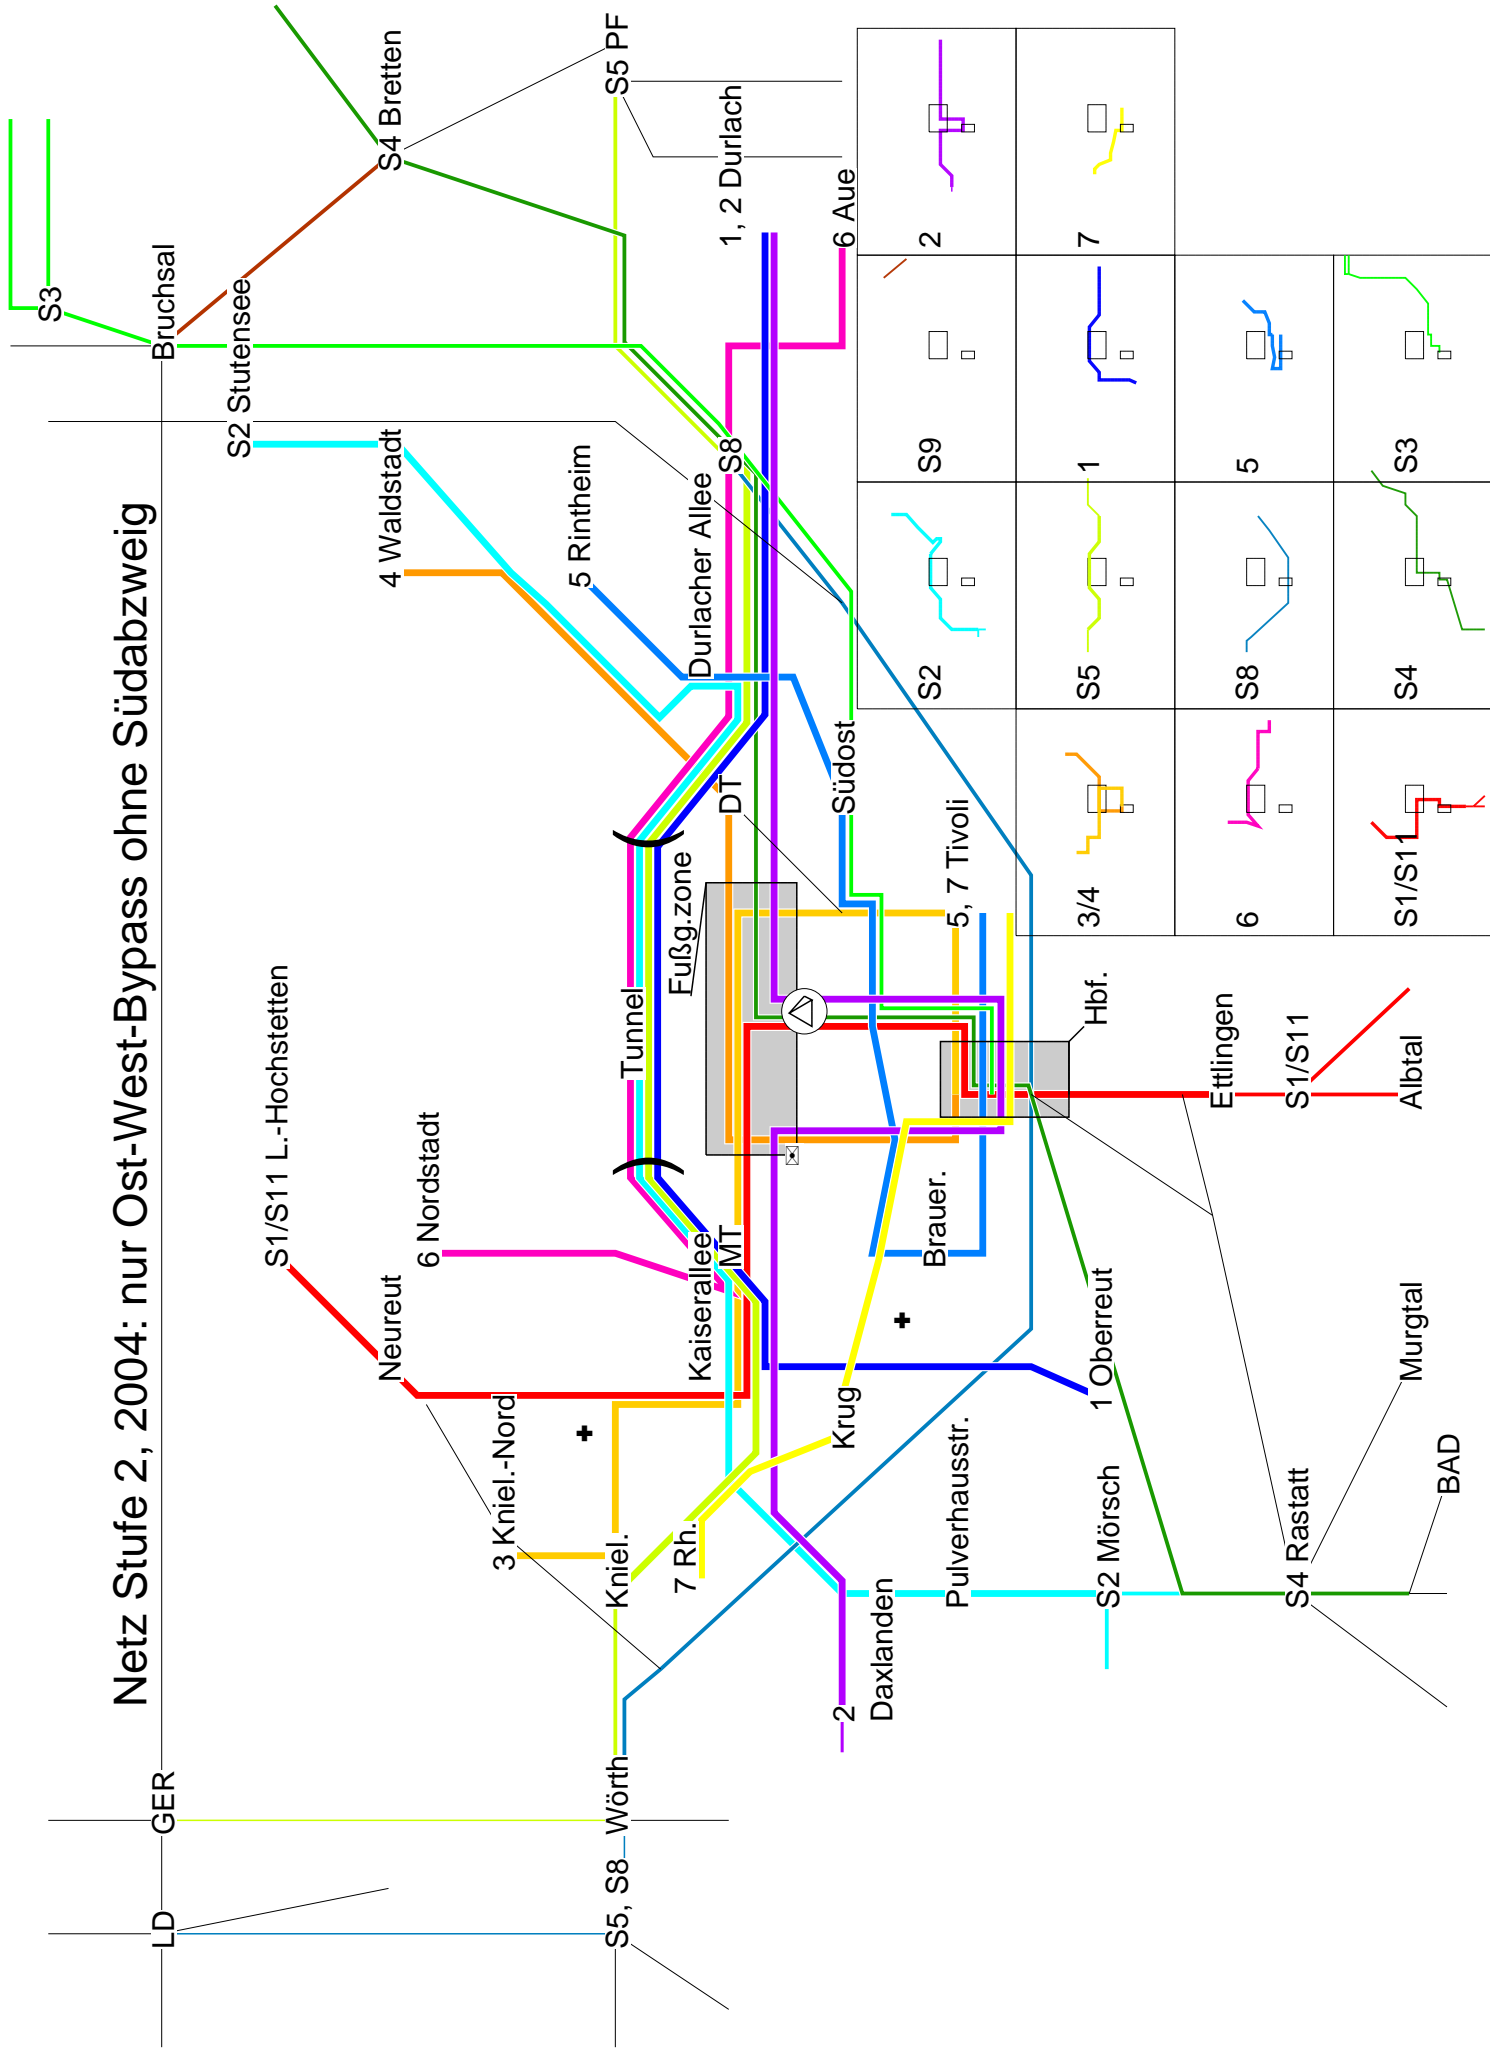 Netz Stufe 2, 2004: nur Ost-West-Bypass ohne Südabzweig
LD
GER
Bruchsal
S3
S2 Stutensee
S1/S11 L.-Hochstetten
Neureut
6 Nordstadt
4 Waldstadt
S4 Bretten
3 Kniel.-Nord
5 Rintheim
S5, S8
Wörth
Kniel.
Tunnel
S5 PF
7 Rh.
Kaiserallee
Fußg.zone
Durlacher Allee
MT
DT
S8
1, 2 Durlach
2
Krug
Südost
6 Aue
Daxlanden
Brauer.
Pulverhausstr.
5, 7 Tivoli
Hbf.
S2 Mörsch
1 Oberreut
Ettlingen
S4 Rastatt
S1/S11
Murgtal
Albtal
BAD
S2
S9
2
3/4
S5
1
7
6
S8
5
S1/S11
S4
S3